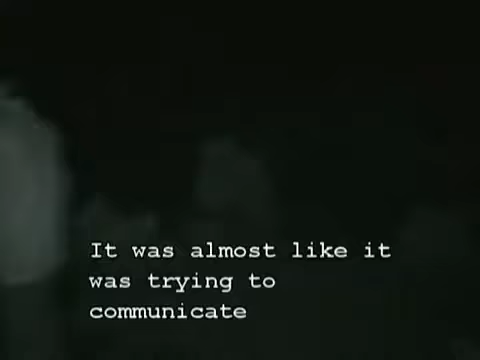 It was almost like it
was trying to
communicate